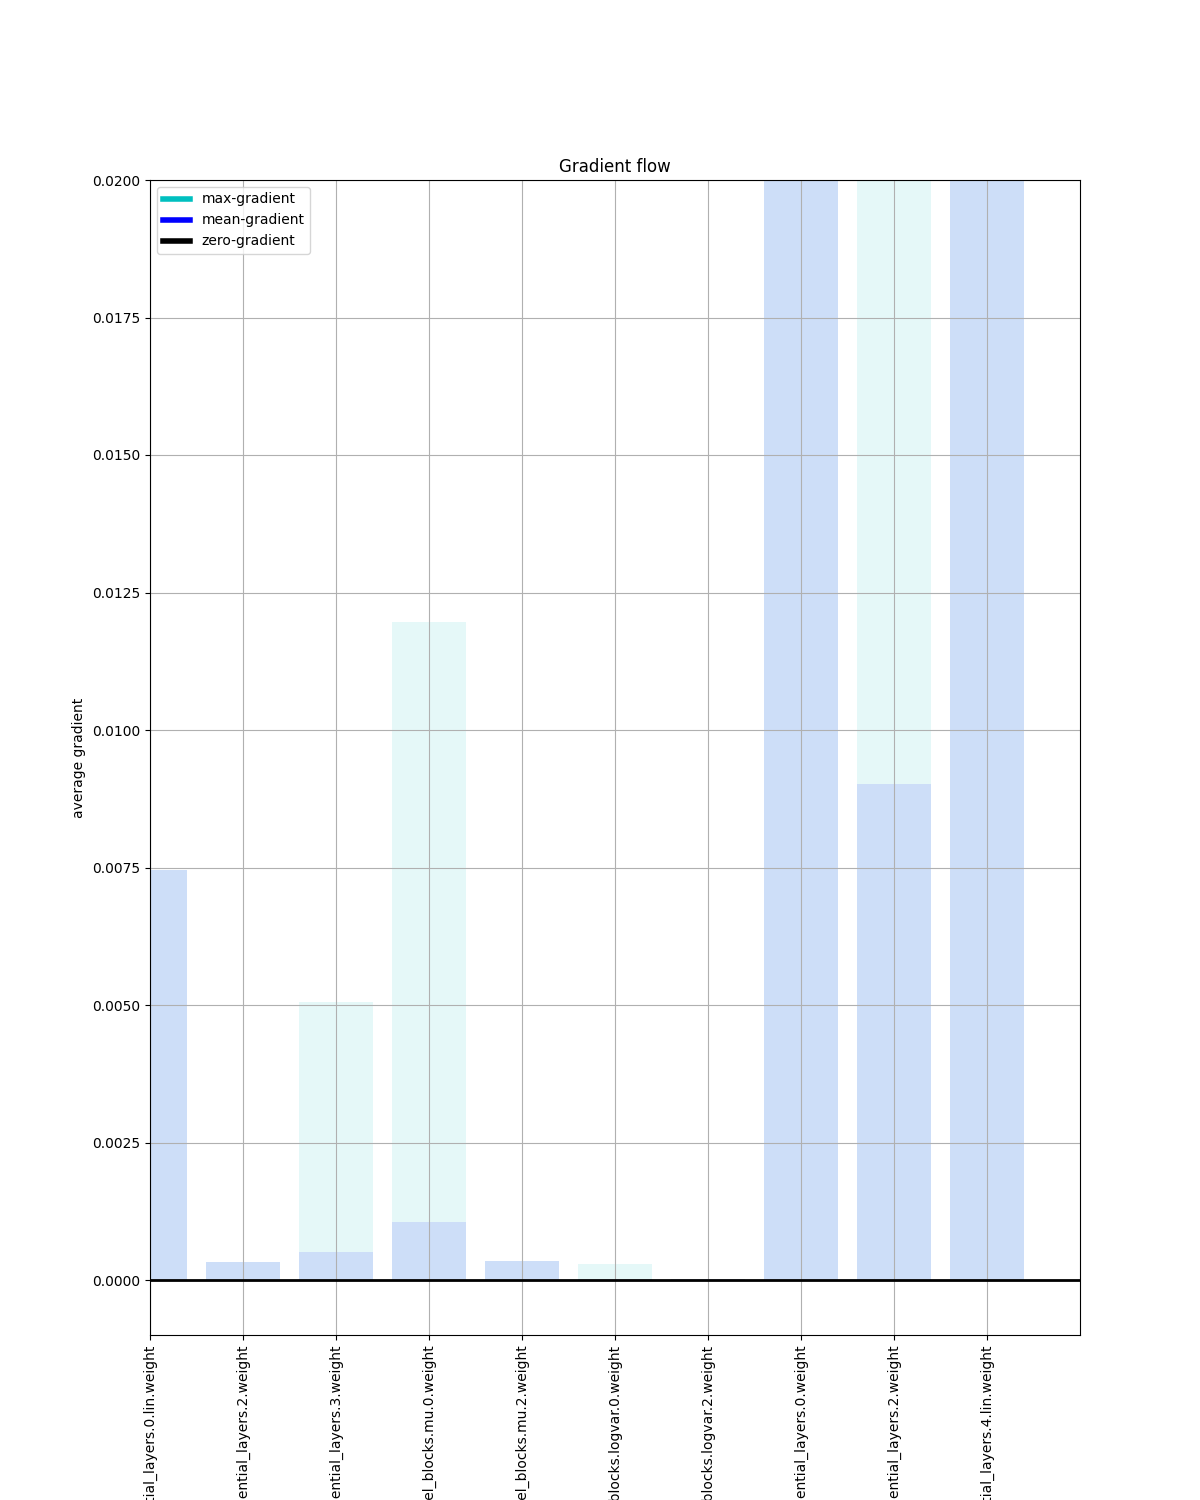 Gradient flow
max-gradient
mean-gradient
zero-gradient
average gradient
0.0200
0.0175
0.0150
0.0125
0.0100
0.0075
0.0050
0.0025
0.0000
tial_layers.0.lin.weight
ential_layers.2.weight
ential_layers.3.weight
el_blocks.mu.0.weight
el_blocks.mu.2.weight
blocks.logvar.0.weight
blocks.logvar.2.weight
ential_layers.0.weight
ential_layers.2.weight
tial_layers.4.lin.weight